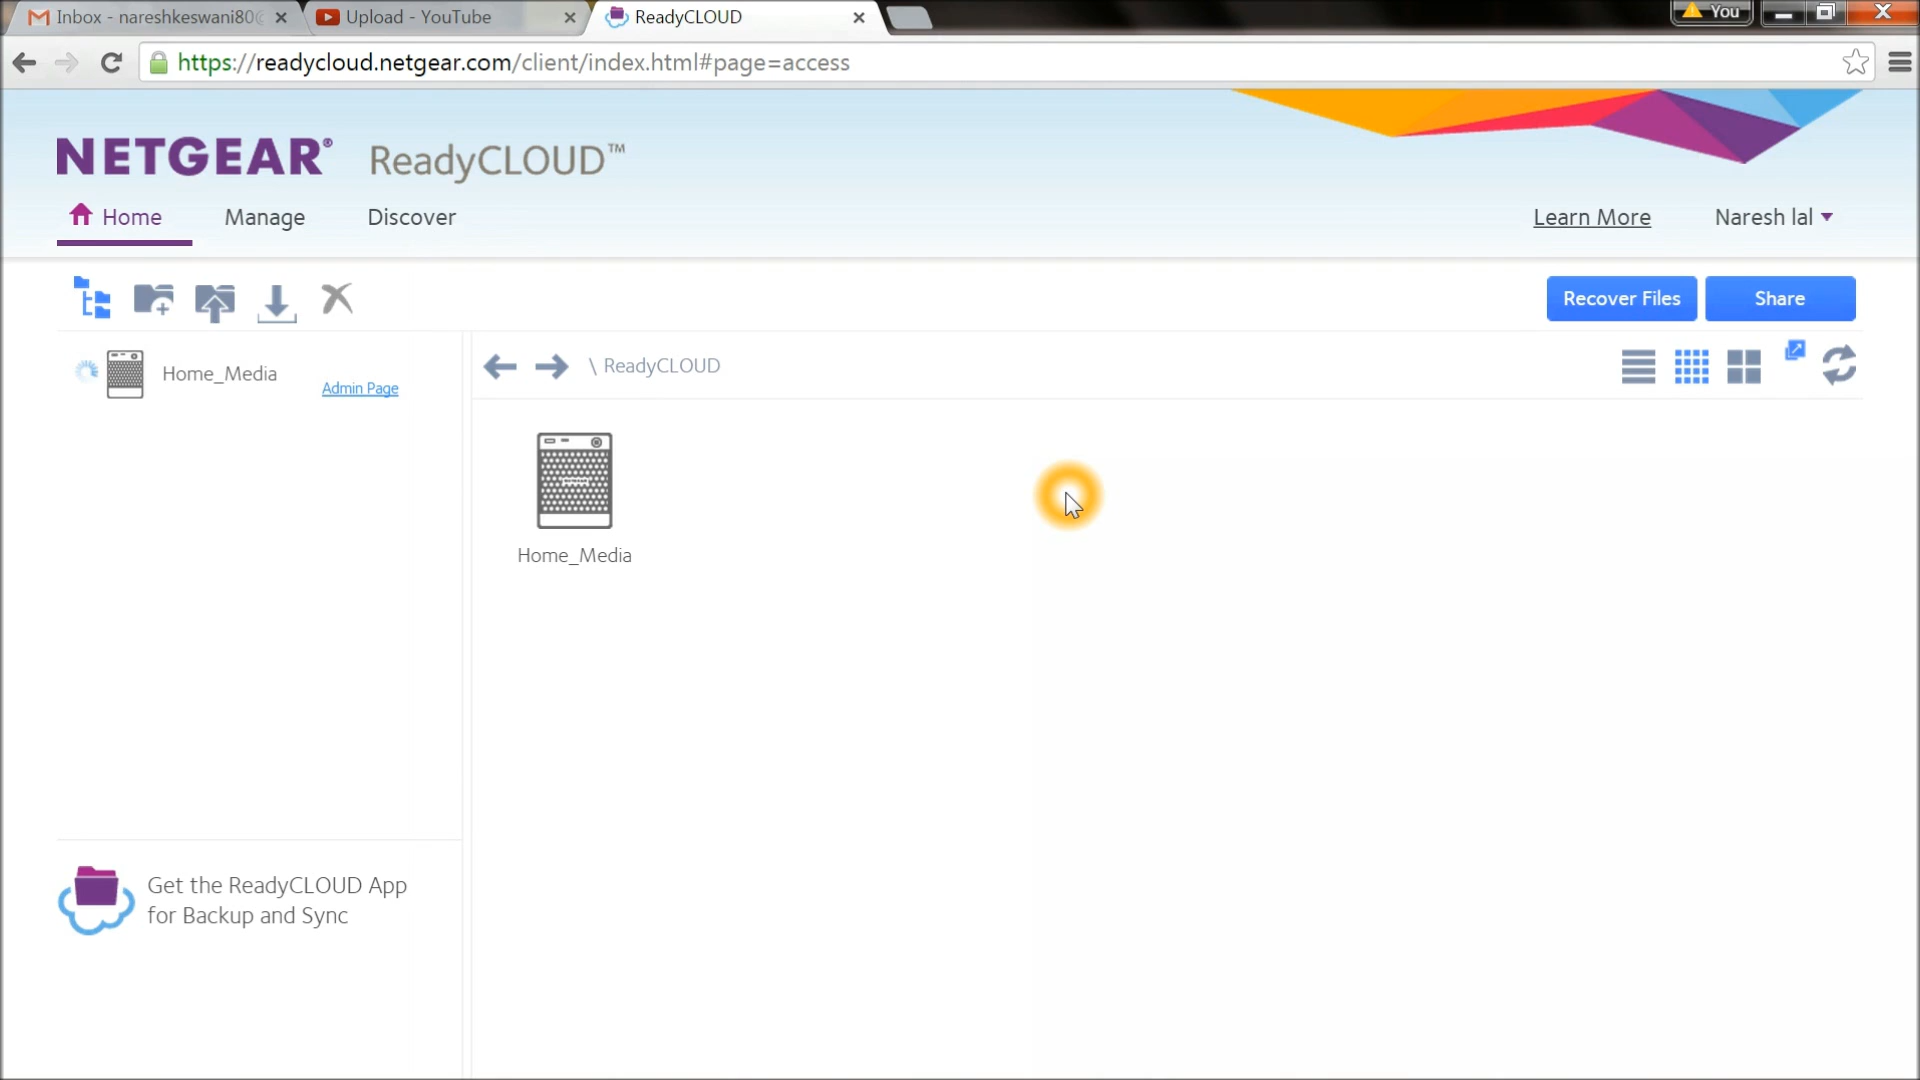 Inbox - nareshkeswani80@
Upload - YouTube
ReadyCLOUD
You
https://readycloud.netgear.com/client/index.html#page=access
NETGEAR® ReadyCLOUD™
Home
Manage
Discover
Learn More
Naresh lal
Recover Files
Share
Home_Media
Admin Page
\ ReadyCLOUD
Home_Media
Get the ReadyCLOUD App
for Backup and Sync